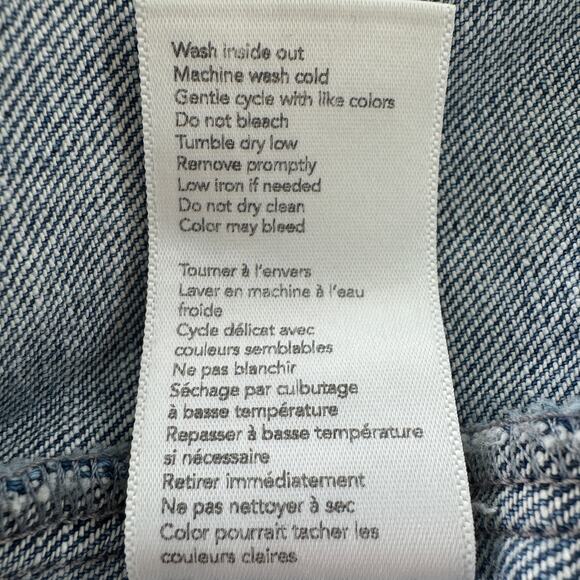 Wash inside out
Machine wash cold
Gentle cycle with like colors
Do not bleach
Tumble dry low
Remove promptly
Low iron if needed
Do not dry clean
Color may bleed
Tourner à l'envers
Laver en machine à l'eau
froide
Cycle délicat avec
couleurs semblables
Ne pas blanchir
Séchage par culbutage
à basse température
Repasser à basse température
si nécessaire
Retirer immédiatement
Ne pas nettoyer à sec
Color pourrait tacher les
couleurs claires